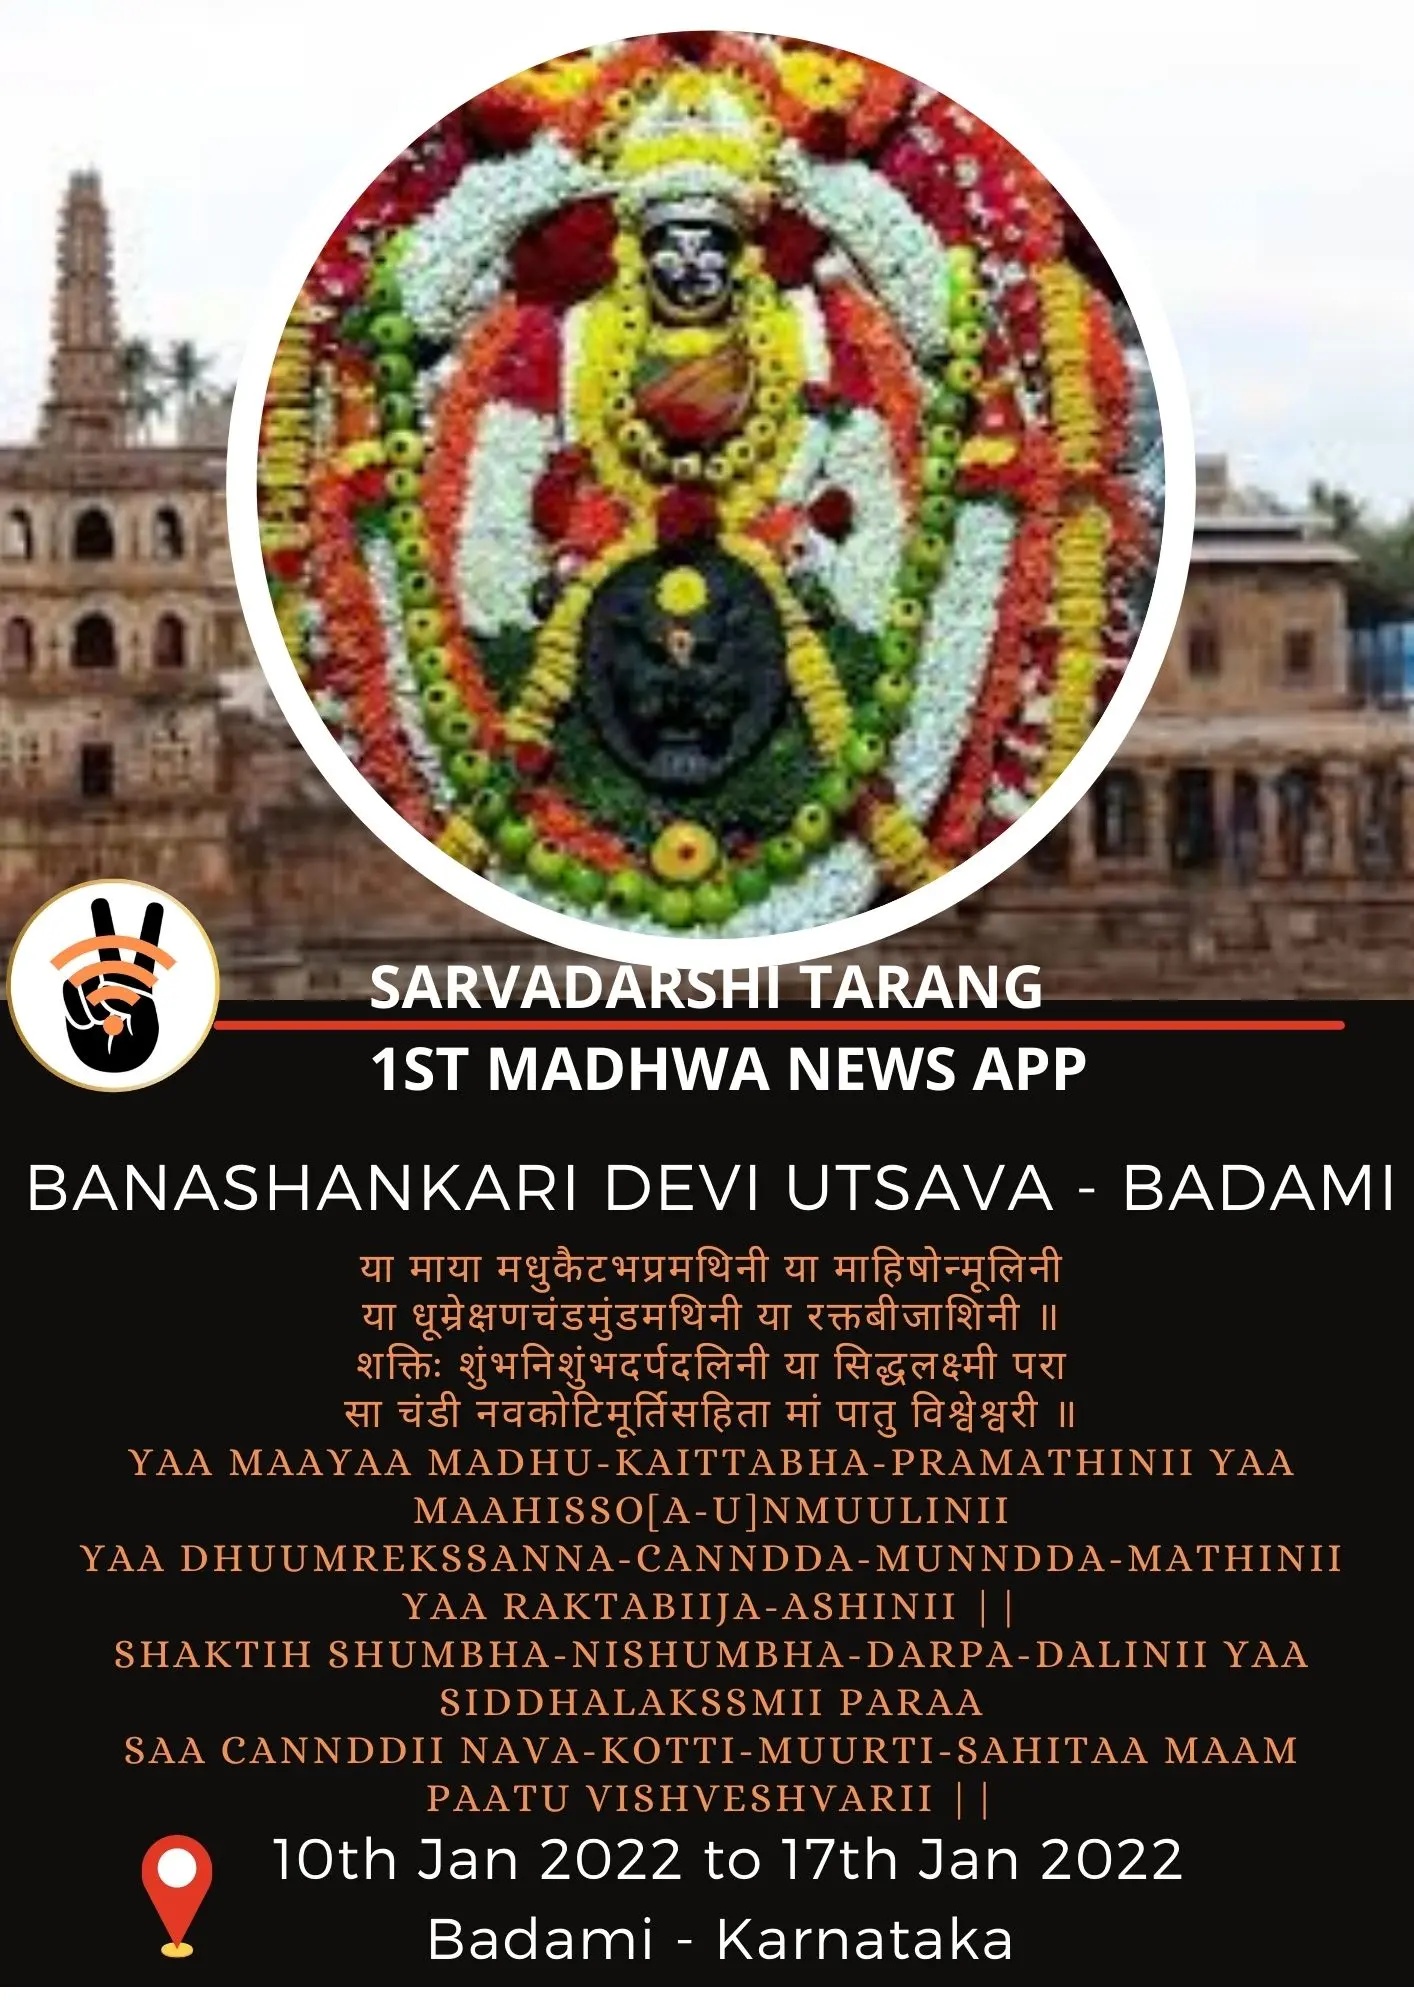 SARVADARSHI TARANG
1ST MADHWA NEWS APP
BANASHANKARI DEVI UTSAVA - BADAMI
या माया मधुकैटभप्रमथिनी या माहिषोन्मूलिनी
या धूम्रेक्षणचंडमुंडमथिनी या रक्तबीजाशिनी ॥
शक्तिः शुंभनिशुंभदर्पदलिनी या सिद्धलक्ष्मी परा
सा चंडी नवकोटिमूर्तिसहिता मां पातु विश्वेश्वरी ॥
YAA MAAYAA MADHU-KAITTABHA-PRAMATHINII YAA
MAAHISSO[A-U]NMUULINII
YAA DHUUMREKSSANNA-CANNDDA-MUNNDDA-MATHINII
YAA RAKTABIIJA-ASHINII ||
SHAKTIH SHUMBHA-NISHUMBHA-DARPA-DALINII YAA
SIDDHALAKSSMII PARAA
SAA CANNDDII NAVA-KOTTI-MUURTI-SAHITAA MAAM
PAATU VISHVESHVARII ||
10th Jan 2022 to 17th Jan 2022
Badami - Karnataka